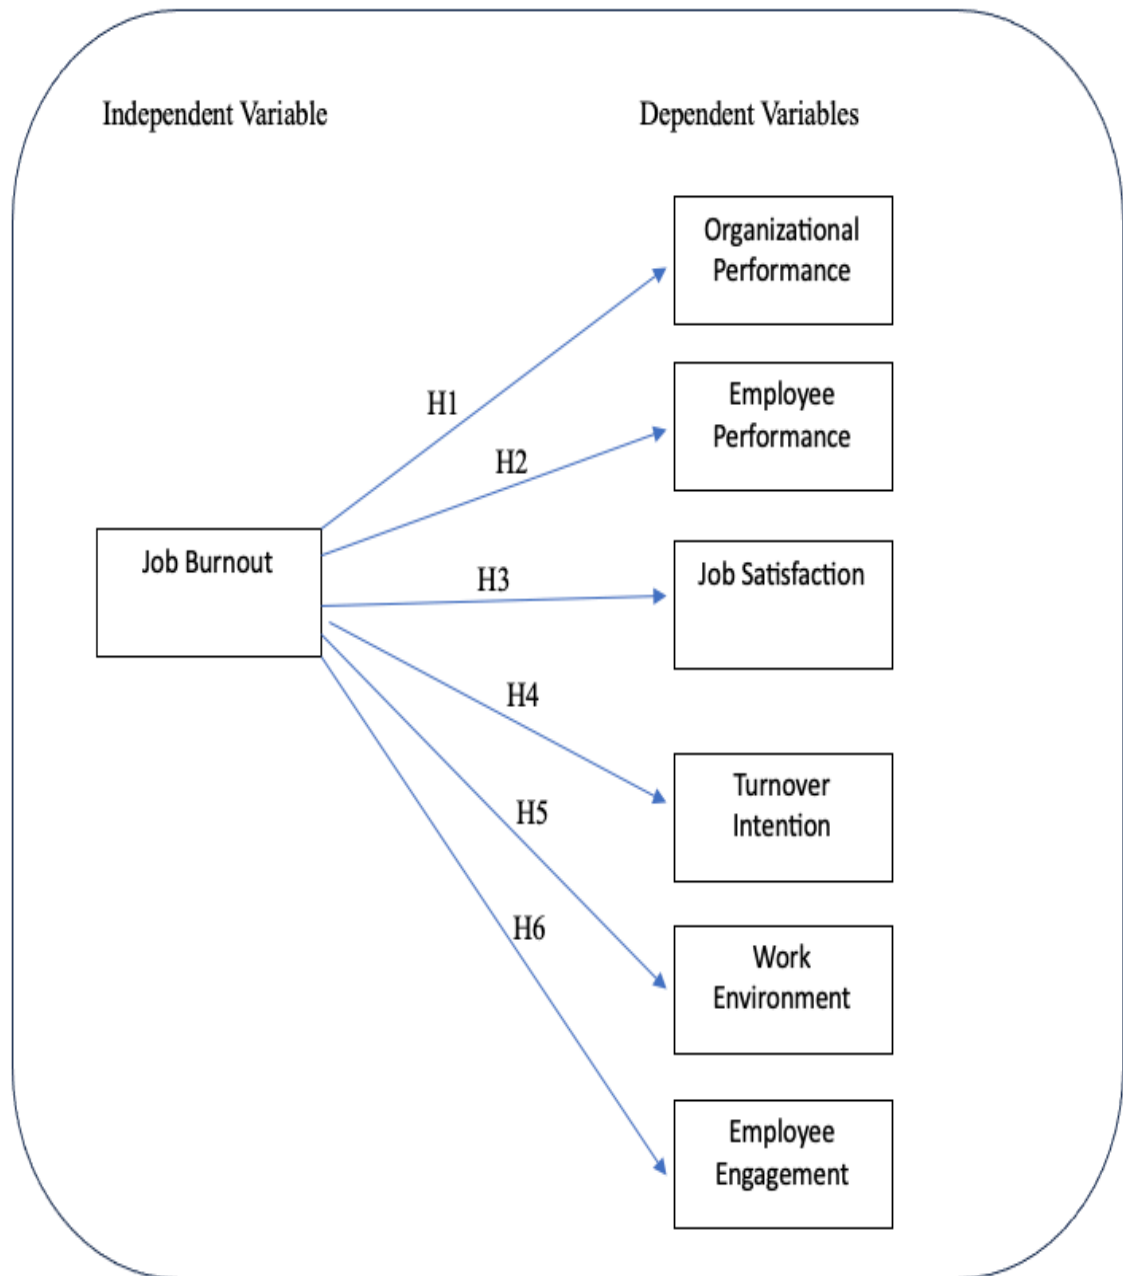 Independent Variable
Dependent Variables
Organizational
Performance
H1
Employee
Performance
H2
Job Burnout
H3
Job Satisfaction
H4
Turnover
Intention
H5
Work
Environment
H6
Employee
Engagement